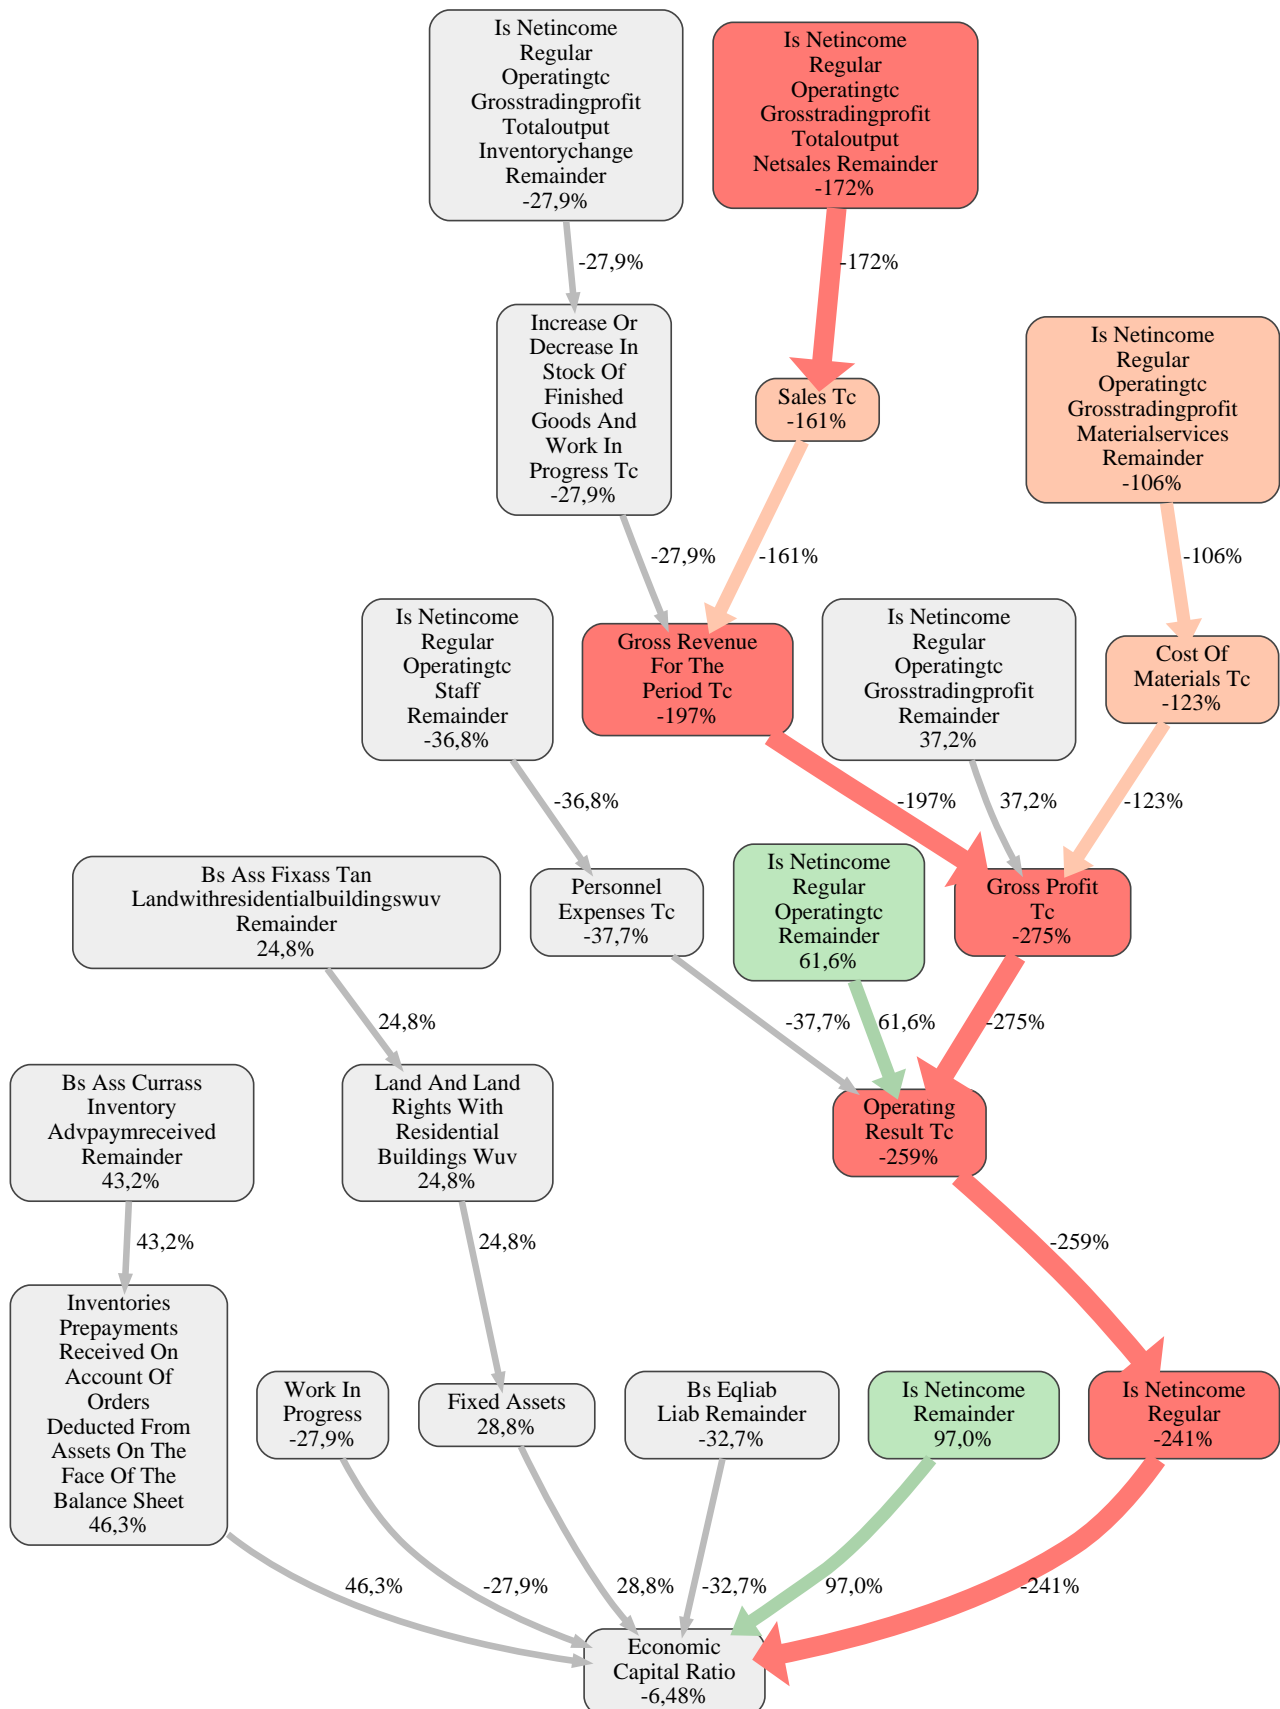 Is Netincome
Regular
Operatingtc
Grosstradingprofit
Totaloutput
Inventorychange
Remainder
-27,9%
Is Netincome
Regular
Operatingtc
Grosstradingprofit
Totaloutput
Netsales Remainder
-172%
-27,9%
-172%
Increase Or
Decrease In
Stock Of
Finished
Goods And
Work In
Progress Tc
-27,9%
Sales Tc
-161%
Is Netincome
Regular
Operatingtc
Grosstradingprofit
Materialservices
Remainder
-106%
-27,9%
-161%
-106%
Is Netincome
Regular
Operatingtc
Staff
Remainder
-36,8%
Gross Revenue
For The
Period Tc
-197%
Is Netincome
Regular
Operatingtc
Grosstradingprofit
Remainder
37,2%
Cost Of
Materials Tc
-123%
-36,8%
-197%
37,2%
-123%
Bs Ass Fixass Tan
Landwithresidentialbuildingswuv
Remainder
24,8%
Personnel
Expenses Tc
-37,7%
Is Netincome
Regular
Operatingtc
Remainder
61,6%
Gross Profit
Tc
-275%
24,8%
-37,7%
61,6%
-275%
Bs Ass Currass
Inventory
Advpaymreceived
Remainder
43,2%
Land And Land
Rights With
Residential
Buildings Wuv
24,8%
Operating
Result Tc
-259%
43,2%
24,8%
-259%
Inventories
Prepayments
Received On
Account Of
Orders
Deducted From
Assets On The
Face Of The
Balance Sheet
46,3%
Work In
Progress
-27,9%
Fixed Assets
28,8%
Bs Eqliab
Liab Remainder
-32,7%
Is Netincome
Remainder
97,0%
Is Netincome
Regular
-241%
46,3%
-27,9%
28,8%
-32,7%
97,0%
-241%
Economic
Capital Ratio
-6,48%